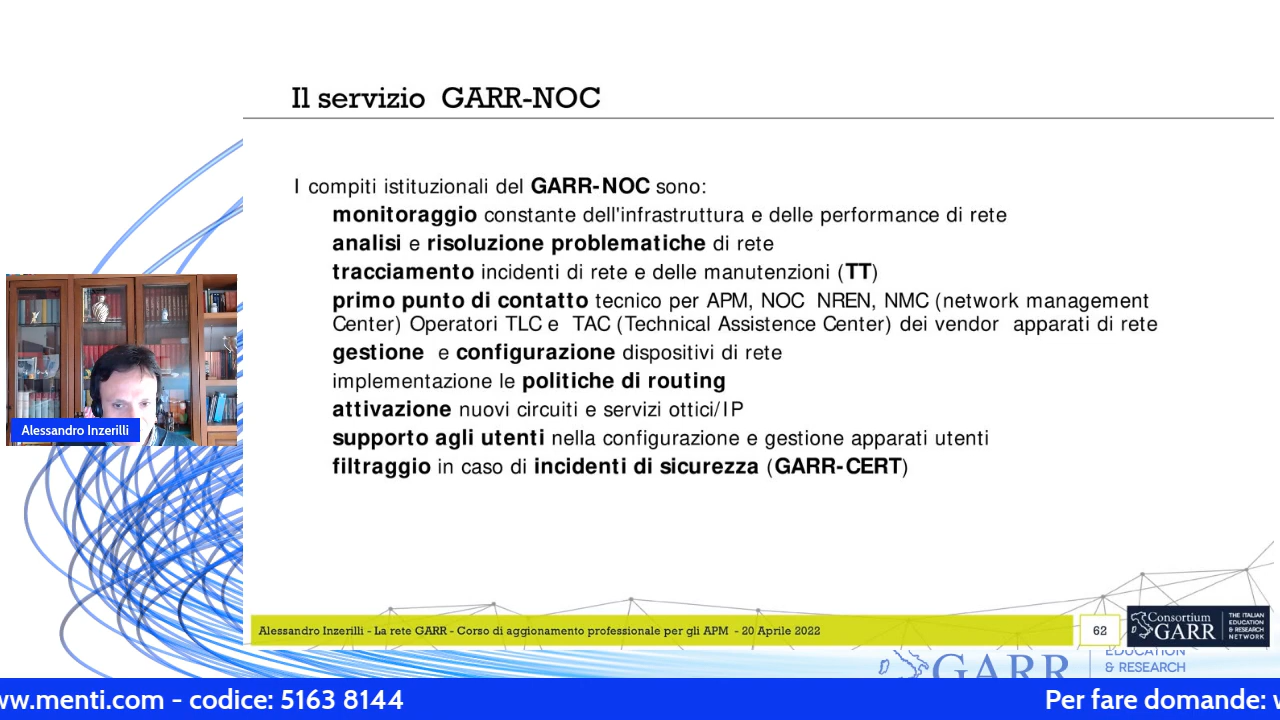 Il servizio GARR-NOC
I compiti istituzionali del GARR-NOC sono:
monitoraggio constante dell'infrastruttura e delle performance di rete
analisi e risoluzione problematiche di rete
tracciamento incidenti di rete e delle manutenzioni (TT)
primo punto di contatto tecnico per APM, NOC NREN, NMC (network management
Center) Operatori TLC e TAC (Technical Assistence Center) dei vendor apparati di rete
gestione e configurazione dispositivi di rete
implementazione le politiche di routing
attivazione nuovi circuiti e servizi ottici/IP
supporto agli utenti nella configurazione e gestione apparati utenti
filtraggio in caso di incidenti di sicurezza (GARR-CERT)
Alessandro Inzerilli
Alessandro Inzerilli - La rete GARR - Corso di aggionamento professionale per gli APM - 20 Aprile 2022
62
Consortium
GARR
THE ITALIAN
EDUCATION
& RESEARCH
NETWORK
GARR
EDUCATION
& RESEARCH
ww.menti.com - codice: 5163 8144
Per fare domande: w